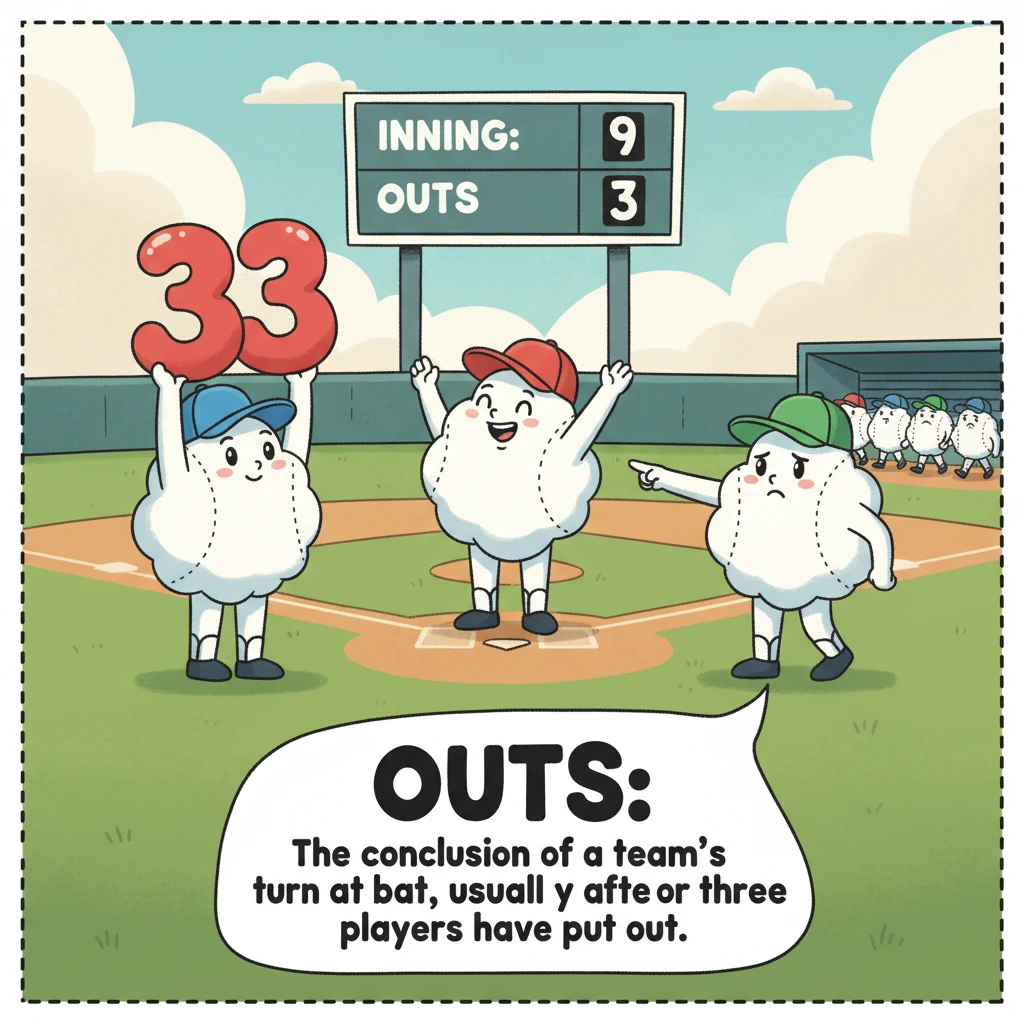 INNING: 9
OUTS 3
33
OUTS:
The conclusion of a team's
turn at bat, usuall y afte or three
players have put out.